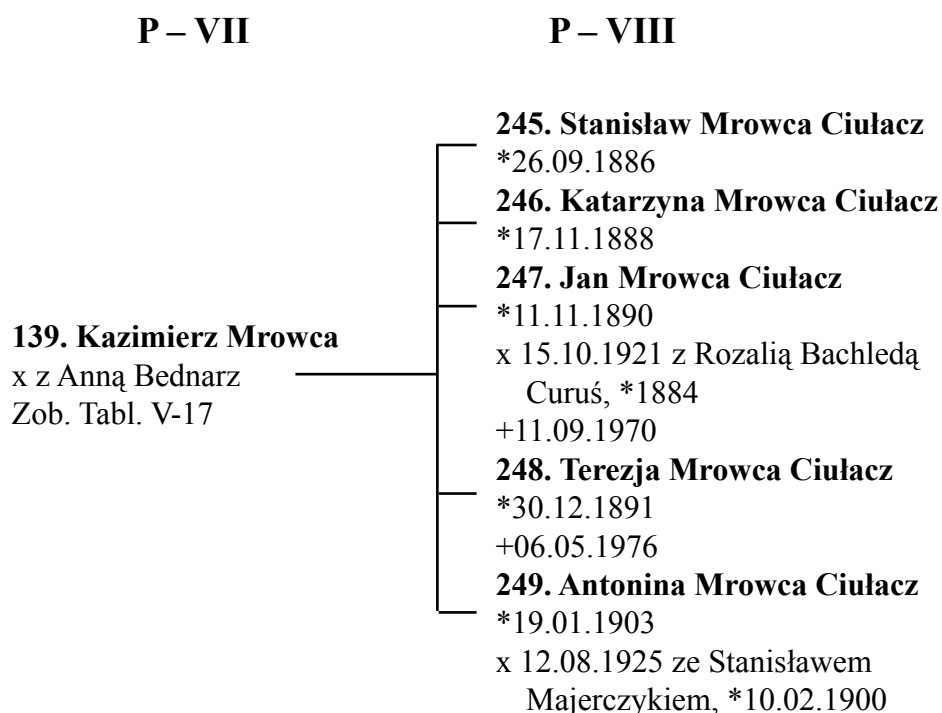 P – VII
P – VIII
139. Kazimierz Mrowca
x z Anną Bednarz
Zob. Tabl. V-17
245. Stanisław Mrowca Ciułacz
*26.09.1886
246. Katarzyna Mrowca Ciułacz
*17.11.1888
247. Jan Mrowca Ciułacz
*11.11.1890
x 15.10.1921 z Rozalią Bachledą
Curuś, *1884
+11.09.1970
248. Terezja Mrowca Ciułacz
*30.12.1891
+06.05.1976
249. Antonina Mrowca Ciułacz
*19.01.1903
x 12.08.1925 ze Stanisławem
Majerczykiem, *10.02.1900